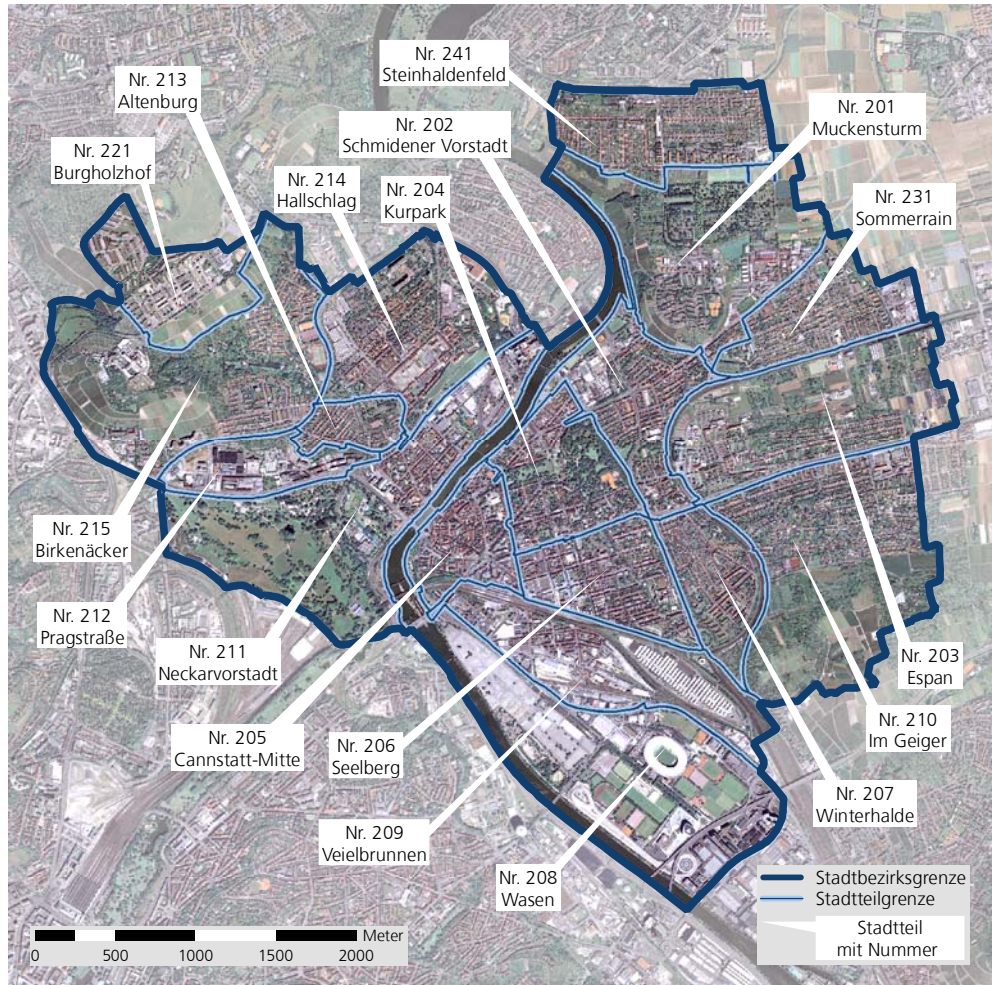 Nr. 241
Steinhaldenfeld
Nr. 213
Altenburg
Nr. 201
Muckensturm
Nr. 202
Schmidener Vorstadt
Nr. 221
Burgholzhof
Nr. 214
Hallschlag
Nr. 204
Kurpark
Nr. 231
Sommerrain
Nr. 215
Birkenäcker
Nr. 212
Pragstraße
Nr. 211
Neckarvorstadt
Nr. 203
Espan
Nr. 205
Cannstatt-Mitte
Nr. 206
Seelberg
Nr. 210
Im Geiger
Nr. 207
Winterhalde
Nr. 209
Veielbrunnen
Nr. 208
Wasen
Stadtbezirksgrenze
Stadtteilgrenze
Stadtteil
mit Nummer
Meter
0 500 1000 1500 2000